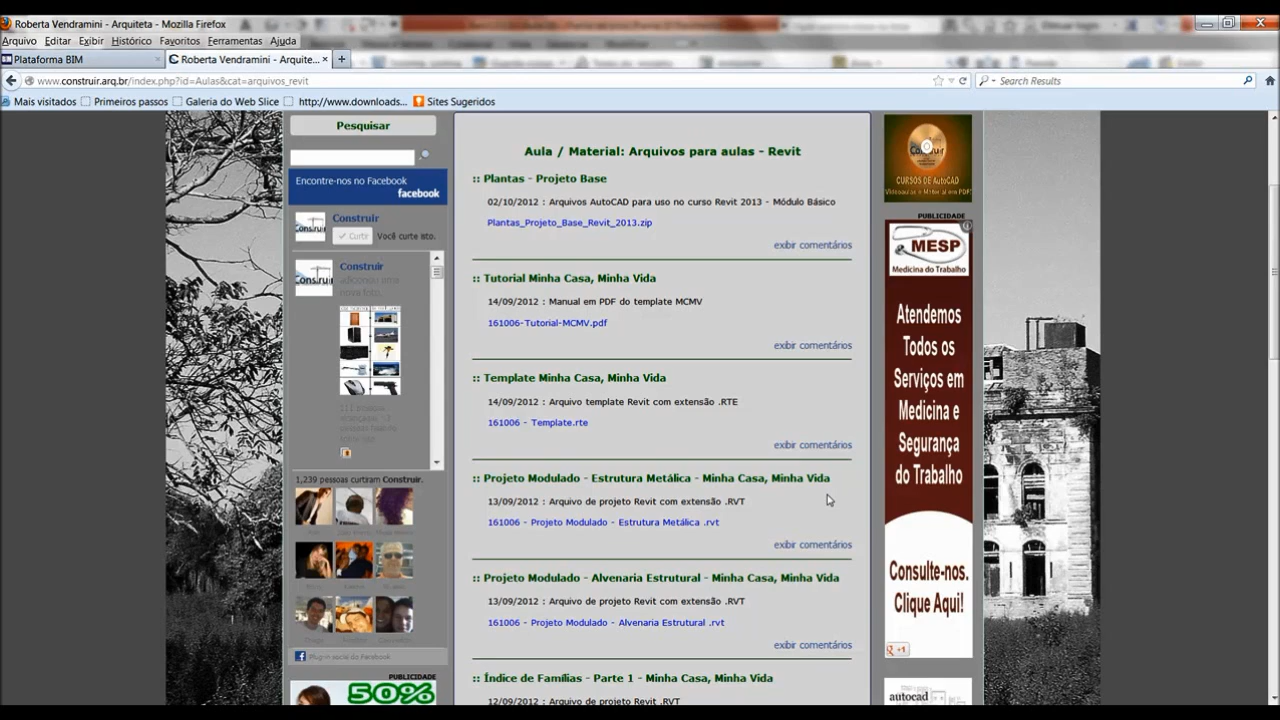 Roberta Vendramini - Arquiteta - Mozilla Firefox
Arquivo Editar Exibir Histórico Favoritos Ferramentas Ajuda
Plataforma BIM
Roberta Vendramini - Arquite...
www.construir.arq.br/index.php?id=Aulas&cat=arquivos_revit
Search Results
Mais visitados Primeiros passos Galeria do Web Slice http://www.downloads... Sites Sugeridos
Pesquisar
Encontre-nos no Facebook
facebook
Construir
Curtir Você curte isto.
Construir
adicionou uma
nova foto.
1,239 pessoas curtiram Construir.
Plug-in social do Facebook
PUBLICIDADE
50%
Aula / Material: Arquivos para aulas - Revit
:: Plantas - Projeto Base
02/10/2012 : Arquivos AutoCAD para uso no curso Revit 2013 - Módulo Básico
Plantas_Projeto_Base_Revit_2013.zip
exibir comentários
:: Tutorial Minha Casa, Minha Vida
14/09/2012 : Manual em PDF do template MCMV
161006-Tutorial-MCMV.pdf
exibir comentários
:: Template Minha Casa, Minha Vida
14/09/2012 : Arquivo template Revit com extensão .RTE
161006 - Template.rte
exibir comentários
:: Projeto Modulado - Estrutura Metálica - Minha Casa, Minha Vida
13/09/2012 : Arquivo de projeto Revit com extensão .RVT
161006 - Projeto Modulado - Estrutura Metálica .rvt
exibir comentários
:: Projeto Modulado - Alvenaria Estrutural - Minha Casa, Minha Vida
13/09/2012 : Arquivo de projeto Revit com extensão .RVT
161006 - Projeto Modulado - Alvenaria Estrutural .rvt
exibir comentários
:: Índice de Famílias - Parte 1 - Minha Casa, Minha Vida
12/09/2012 : Arquivo de projeto Revit .RVT
Construir
CURSOS DE AutoCAD
Videoaulas e Material em PDF!
PUBLICIDADE
MESP
Medicina do Trabalho
Atendemos
Todos os
Serviços em
Medicina e
Segurança
do Trabalho
Consulte-nos.
Clique Aqui!
+1
autocad